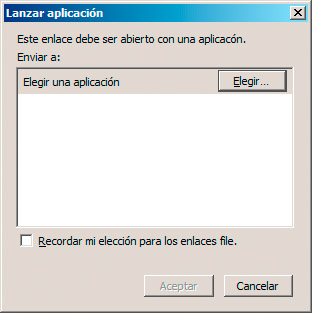 Lanzar aplicación
Este enlace debe ser abierto con una aplicacón.
Enviar a:
Elegir una aplicación
Elegir...
Recordar mi elección para los enlaces file.
Aceptar
Cancelar